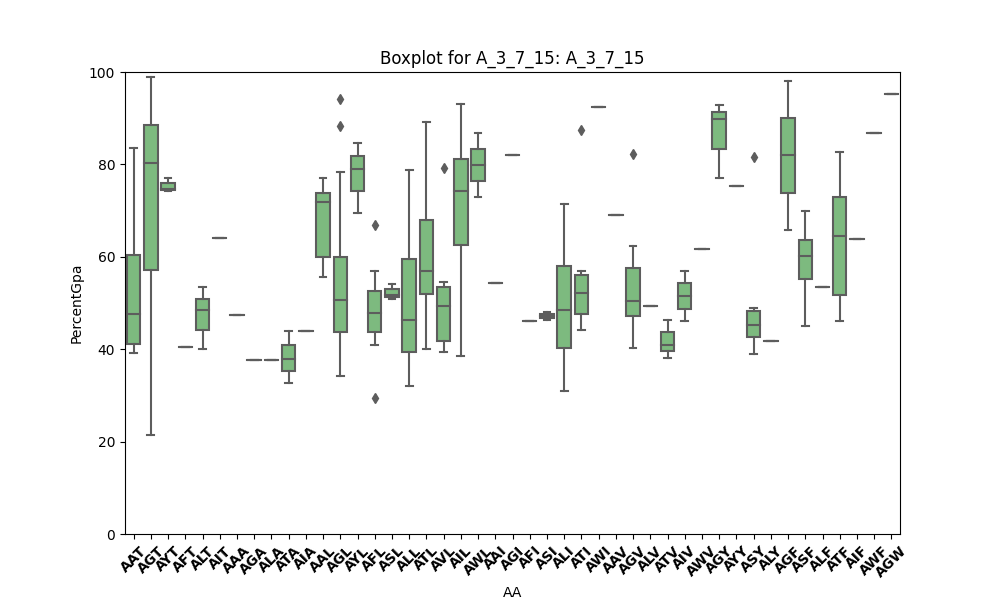 Boxplot for A_3_7_15: A_3_7_15
PercentGpa
100
80
60
40
20
0
AAT AGT AYT AFT ALT AIT AAA AGA ALA ATA AIA AAL AGL AYL AFL ASL ALL ATL AVL AIL AWL AAI AGI AFI ASI ALI ATI AWI AAV AGV ALV ATV AIV AWV AGY AYY ASY ALY AGF ASF ALF ATF AIF AWF AGW
AA